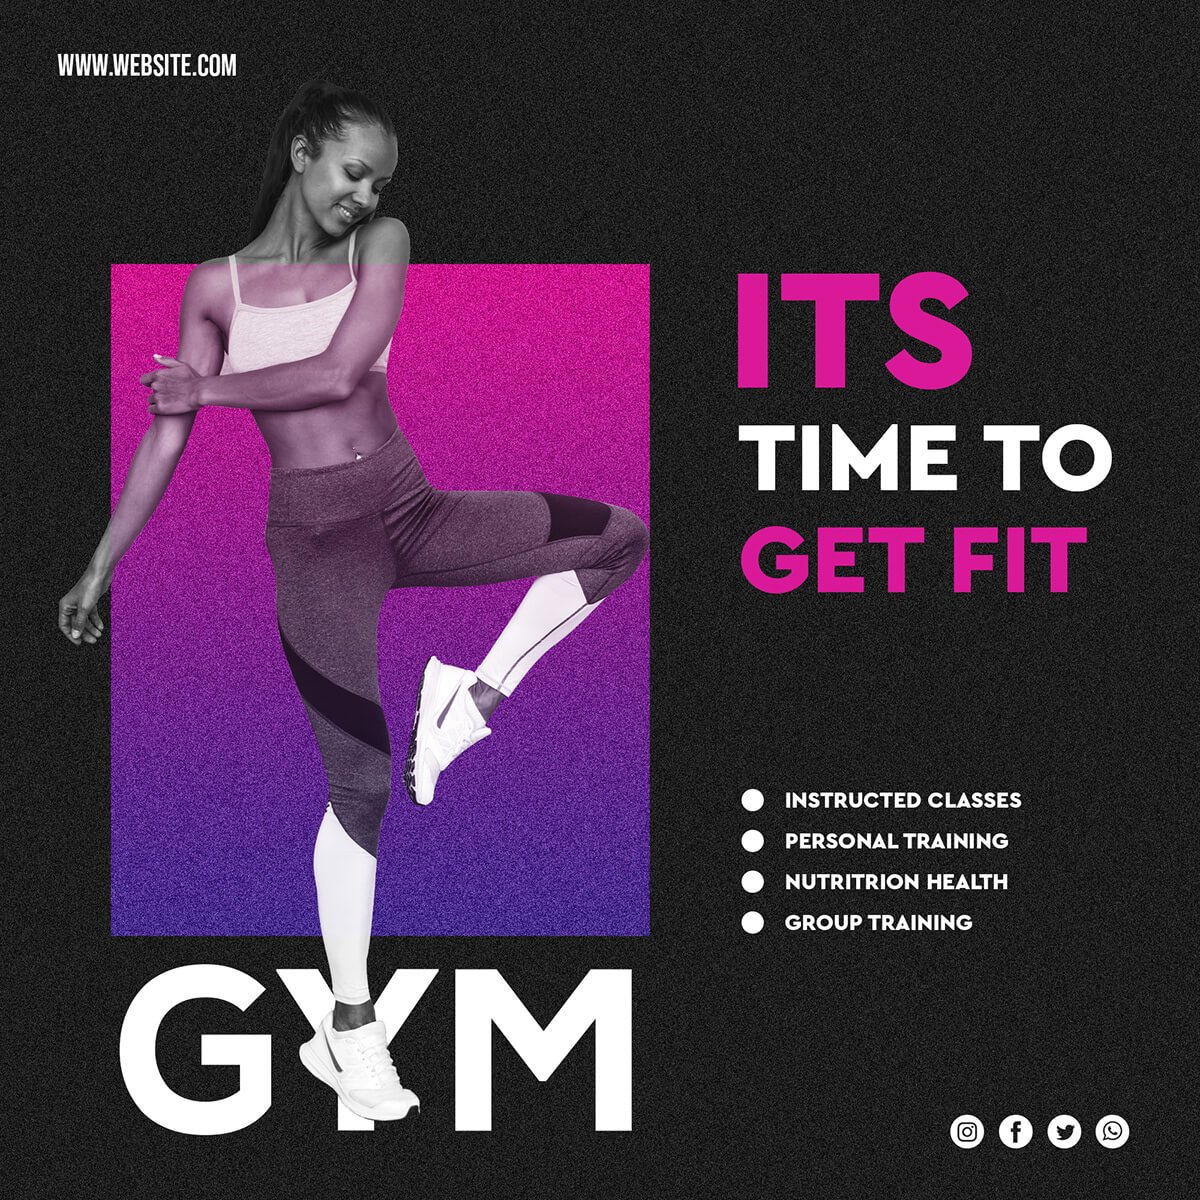 WWW.WEBSITE.COM
ITS
TIME TO
GET FIT
INSTRUCTED CLASSES
PERSONAL TRAINING
NUTRITRION HEALTH
GROUP TRAINING
GYM